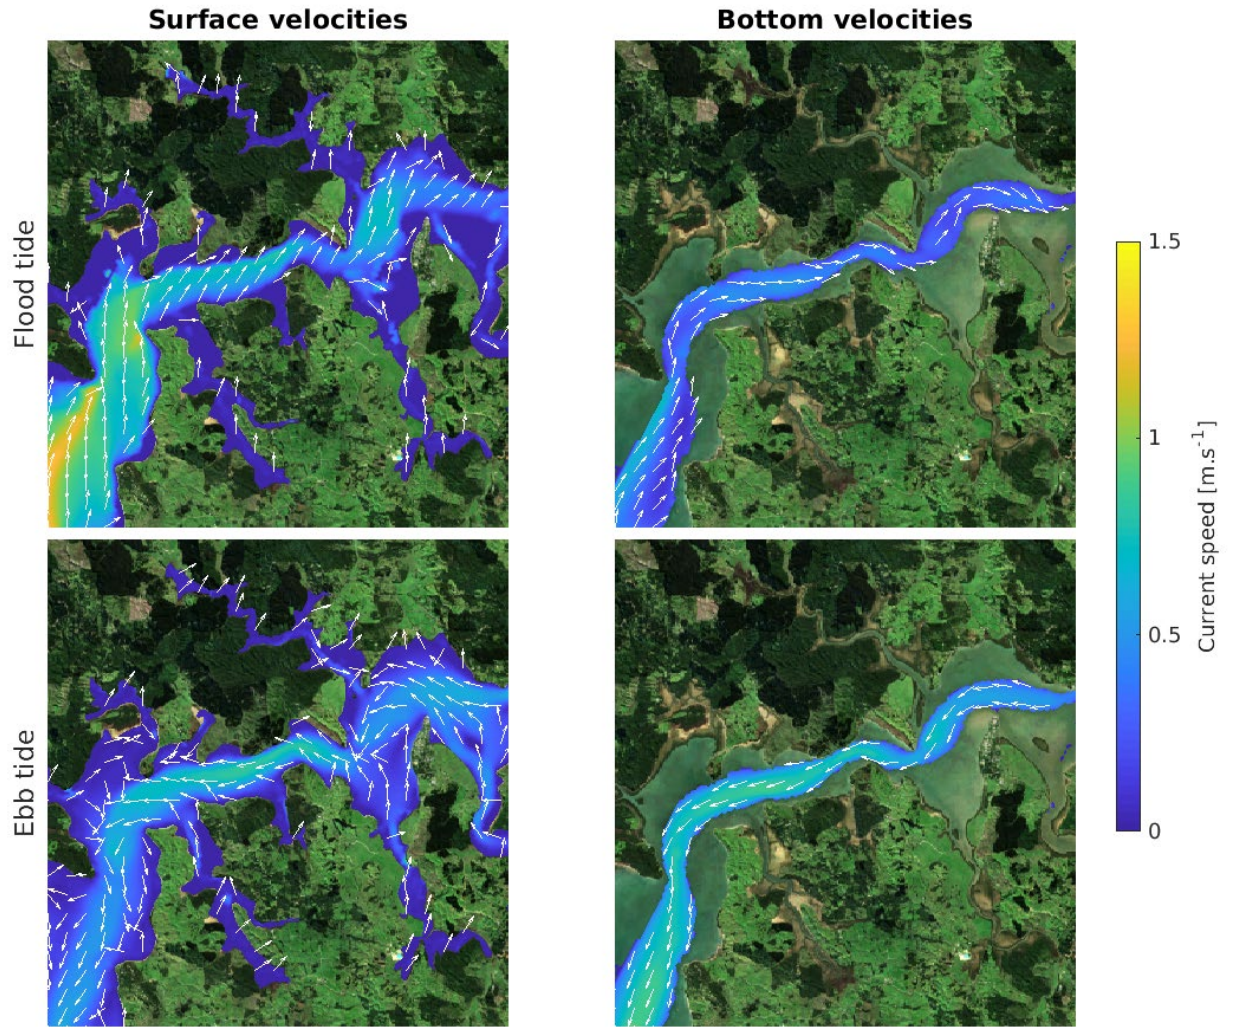 Surface velocities
Bottom velocities
Flood tide
Ebb tide
1.5
1
0.5
0
Current speed [m.s⁻¹]